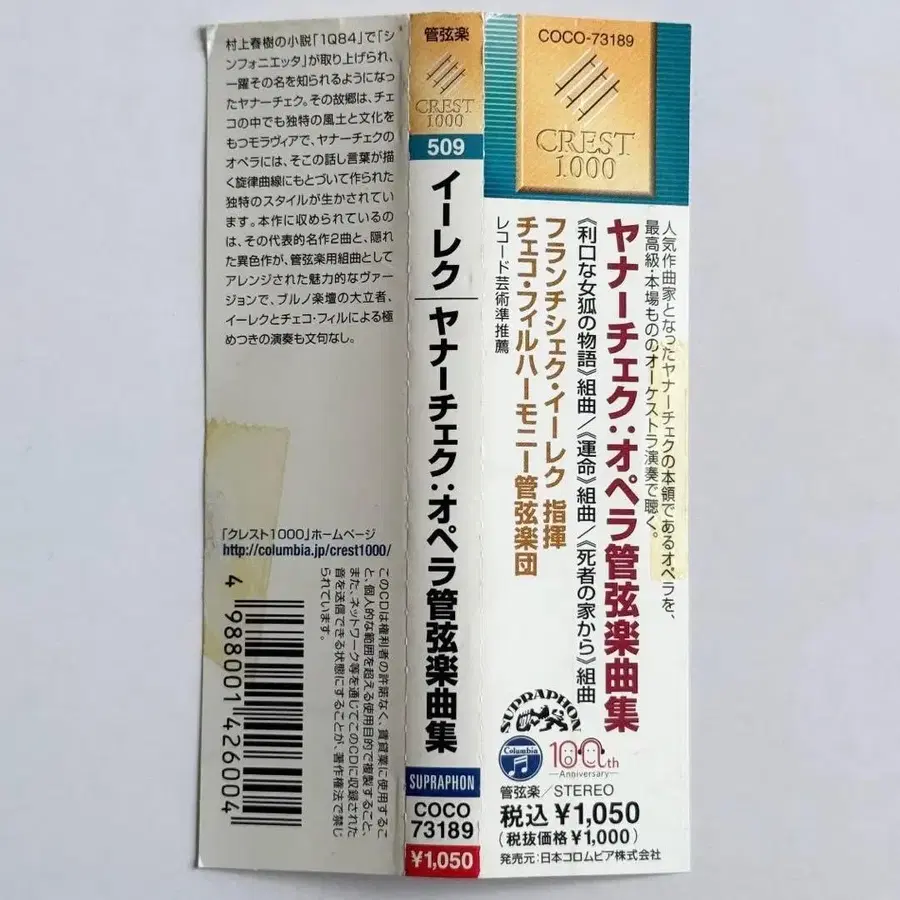 村上春樹の小説「1Q84」で「シ
ンフォニエッタ」が取り上げられ、
一躍その名を知られるようになっ
たヤナーチェク。その故郷は、チェ
コの中でも独特の風土と文化を
もつモラヴィアで、ヤナーチェクの
オペラには、そこの話し言葉が描
く旋律曲線にもとづいて作られた
独特のスタイルが生かされてい
ます。本作に収められているの
は、その代表的名作2曲と、隠れ
た異色作が、管弦楽用組曲として
アレンジされた魅力的なヴァー
ジョンで、ブルノ楽壇の大立者、
イーレクとチェコ・フィルによる極
めつきの演奏も文句なし。
「クレスト1000」ホームページ
http://columbia.jp/crest1000/
このCDは権利者の許諾なく、賃貸業に使用するこ
と、個人的な範囲を超える使用目的で複製すること、
また、ネットワーク等を通じてこのCDに収録された
音を送信できる状態にすることが、著作権法で禁じ
られています。
4 988001 426004
管弦楽
CREST
1000
509
イーレク ヤナーチェク:オペラ管弦楽曲集
SUPRAPHON
COCO
73189
¥1,050
COCO-73189
CREST
1000
人気作曲家となったヤナーチェクの本領であるオペラを、
最高級・本場もののオーケストラ演奏で聴く。
ヤナーチェク:オペラ管弦楽曲集
《利口な女狐の物語》組曲/《運命》組曲/《死者の家から》組曲
フランチシェク・イーレク 指揮
チェコ・フィルハーモニー管弦楽団
レコード芸術準推薦
SUPRAPHON
Columbia
100th
Anniversary
管弦楽/STEREO
税込¥1,050
(税抜価格¥1,000)
発売元:日本コロムビア株式会社